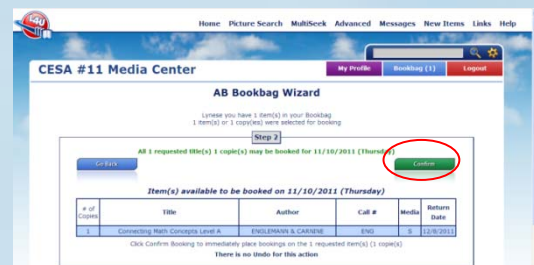 I4U
Home Picture Search MultiSeek Advanced Messages New Items Links Help
CESA #11 Media Center
My Profile Bookbag (1) Logout
AB Bookbag Wizard
Lynese you have 1 item(s) in your Bookbag
1 item(s) or 1 copy(ies) were selected for booking
Step 2
All 1 requested title(s) 1 copie(s) may be booked for 11/10/2011 (Thursday)
Go Back Confirm
Item(s) available to be booked on 11/10/2011 (Thursday)
# of Copies Title Author Call # Media Return Date
1 Connecting Math Concepts Level A ENGLEMANN & CARNINE ENG S 12/8/2011
Click Confirm Booking to immediately place bookings on the 1 requested item(s) (1 copie(s)
There is no Undo for this action